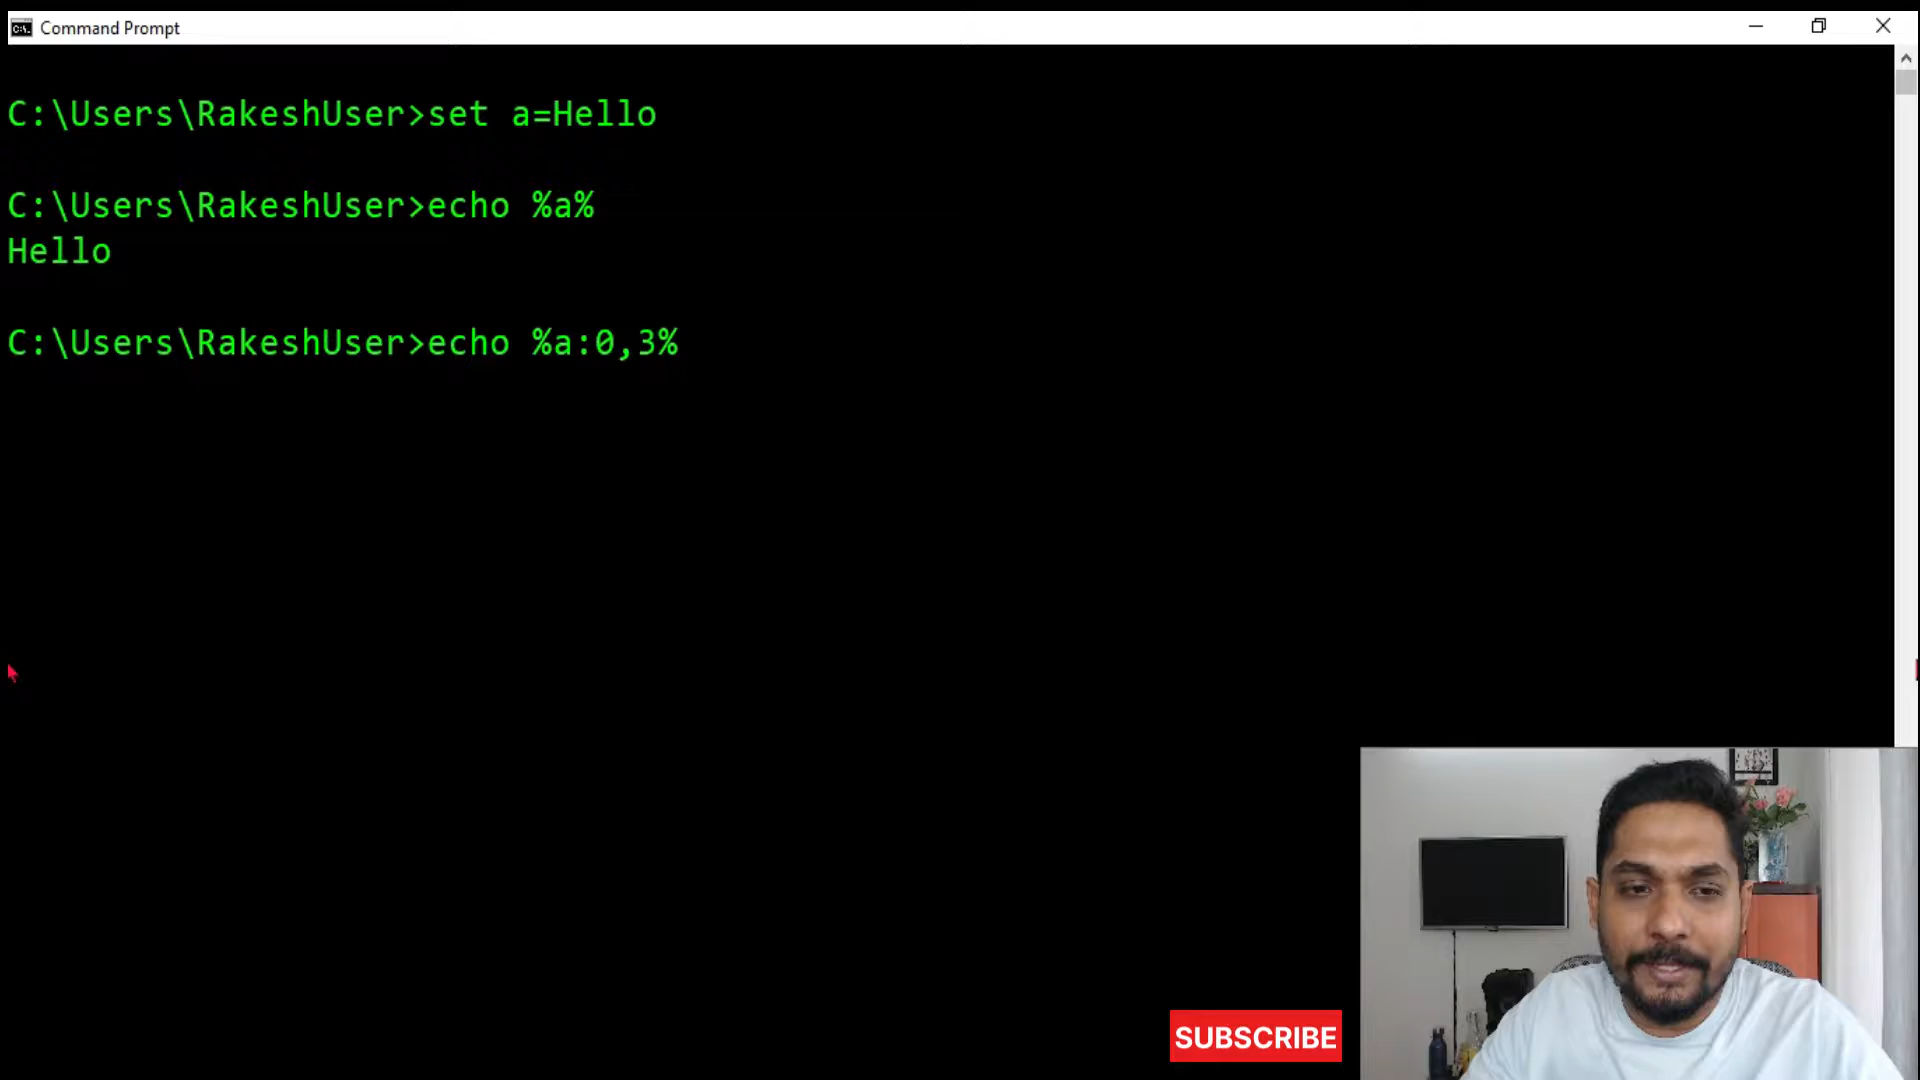 Command Prompt
C:\Users\RakeshUser>set a=Hello
C:\Users\RakeshUser>echo %a%
Hello
C:\Users\RakeshUser>echo %a:0,3%
SUBSCRIBE